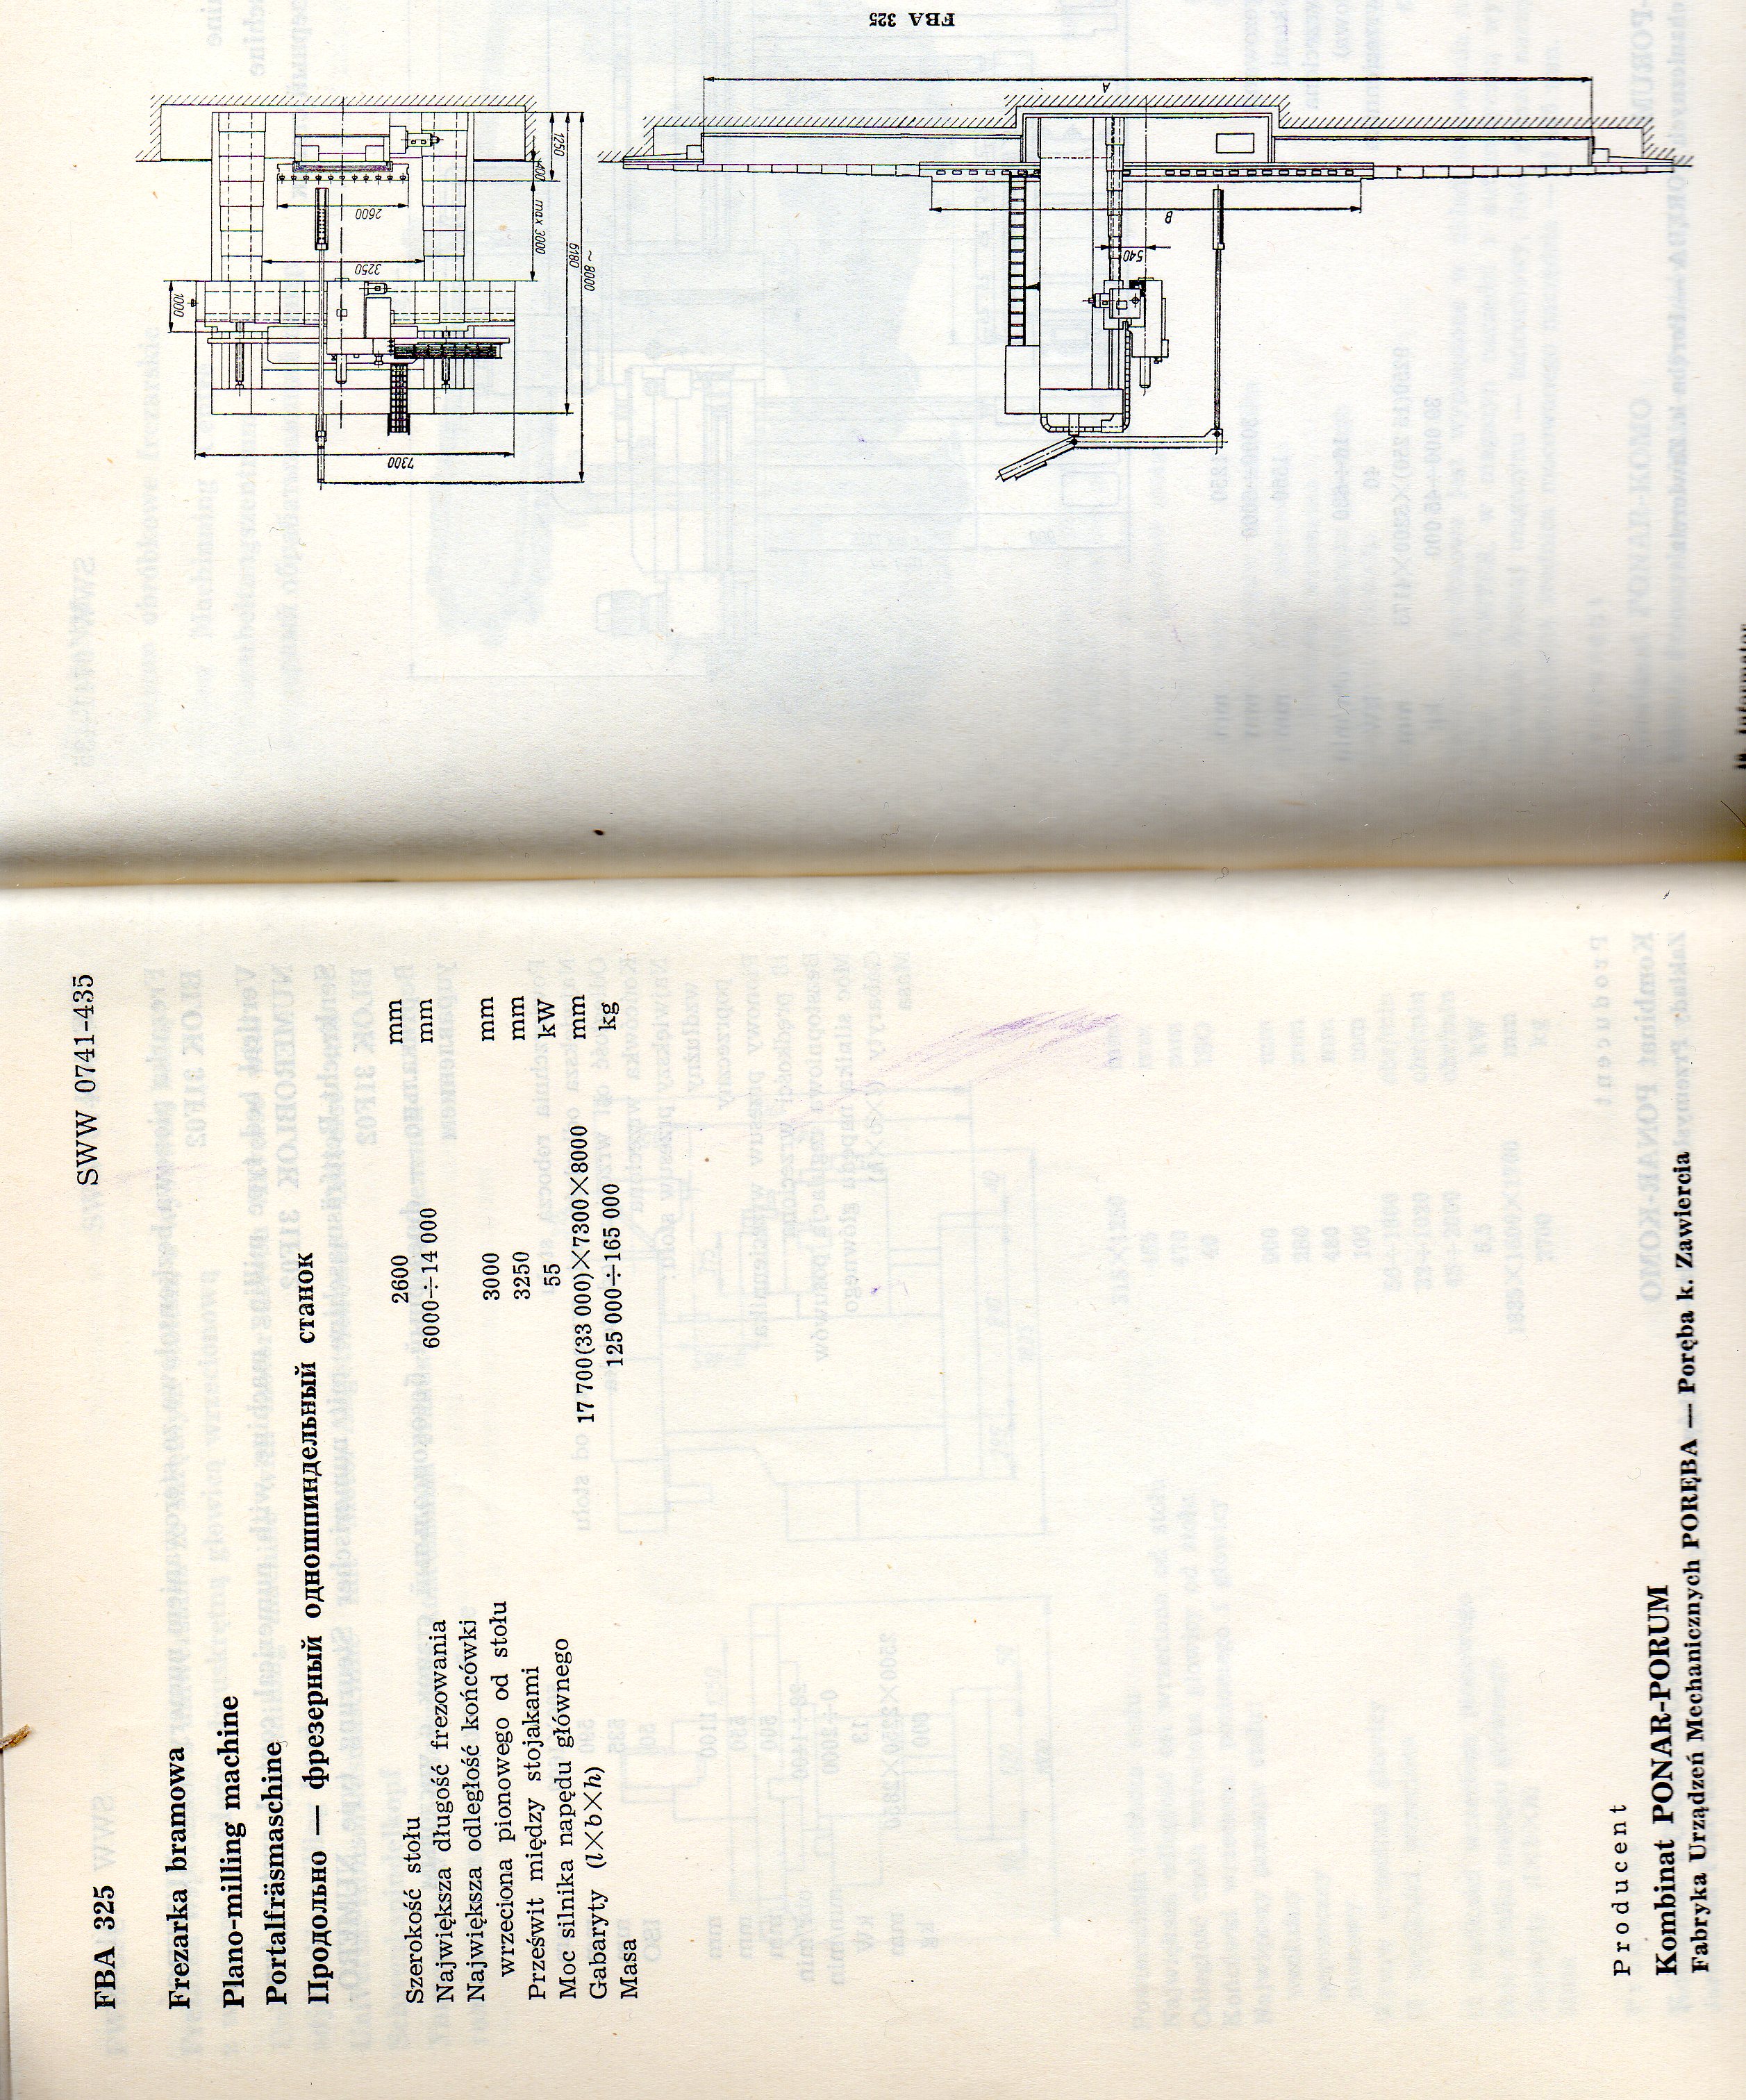 FBA 325
SWW 0741-435
Frezarka bramowa
Plano-milling machine
Portalfräsmaschine
Продольно — фрезерный одношпиндельный станок
Szerokość stołu 2600 mm
Największa długość frezowania 6000÷14 000 mm
Największa odległość końcówki
wrzeciona pionowego od stołu 3000 mm
Prześwit między stojakami 3250 mm
Moc silnika napędu głównego 55 kW
Gabaryty (l×b×h) 17 700(33 000)×7300×8000 mm
Masa 125 000÷165 000 kg
Producent
Kombinat PONAR-PORUM
Fabryka Urządzeń Mechanicznych PORĘBA — Poręba k. Zawiercia
1000
7300
3250
2600
max 3000
400
1250
6180
~ 8000
540
B
A
FBA 325